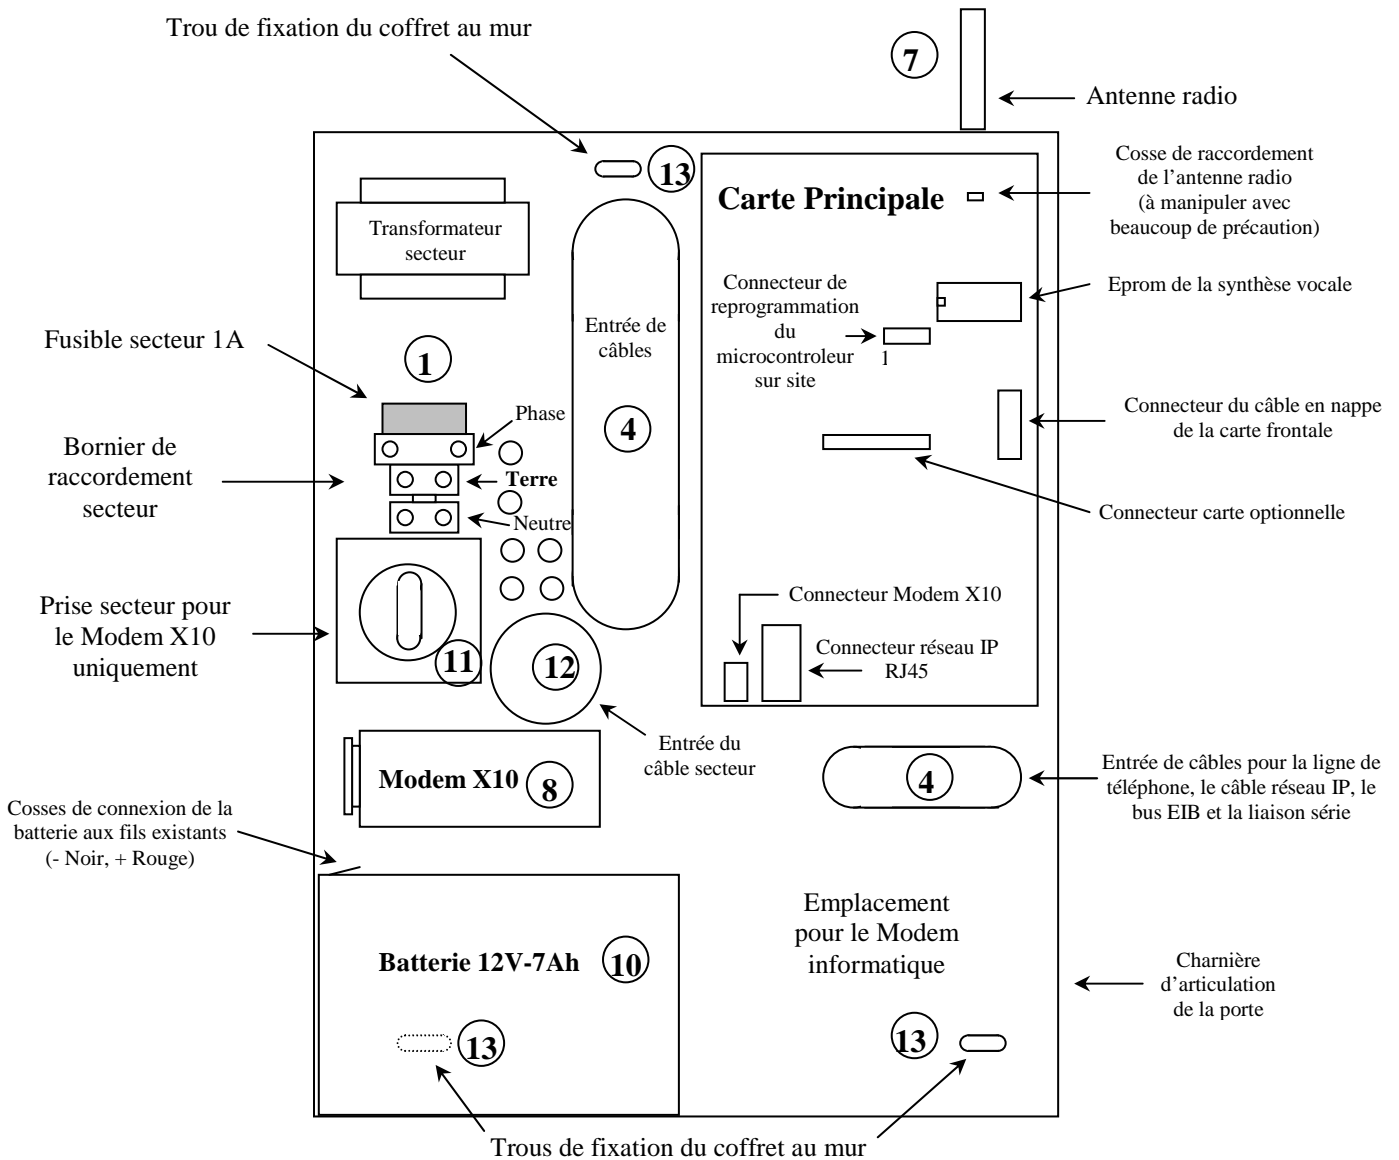 Trou de fixation du coffret au mur
7
Antenne radio
13
Carte Principale
Cosse de raccordement
de l’antenne radio
(à manipuler avec
beaucoup de précaution)
Transformateur
secteur
Connecteur de
reprogrammation
du
microcontroleur
sur site
1
Eprom de la synthèse vocale
Entrée de
câbles
4
Fusible secteur 1A
1
Phase
Bornier de
raccordement
secteur
Terre
Neutre
Connecteur du câble en nappe
de la carte frontale
Connecteur carte optionnelle
Prise secteur pour
le Modem X10
uniquement
11
12
Connecteur Modem X10
Connecteur réseau IP
RJ45
Entrée du
câble secteur
Modem X10
8
4
Entrée de câbles pour la ligne de
téléphone, le câble réseau IP, le
bus EIB et la liaison série
Cosses de connexion de la
batterie aux fils existants
(- Noir, + Rouge)
Batterie 12V-7Ah
10
Emplacement
pour le Modem
informatique
Charnière
d’articulation
de la porte
13
13
Trous de fixation du coffret au mur